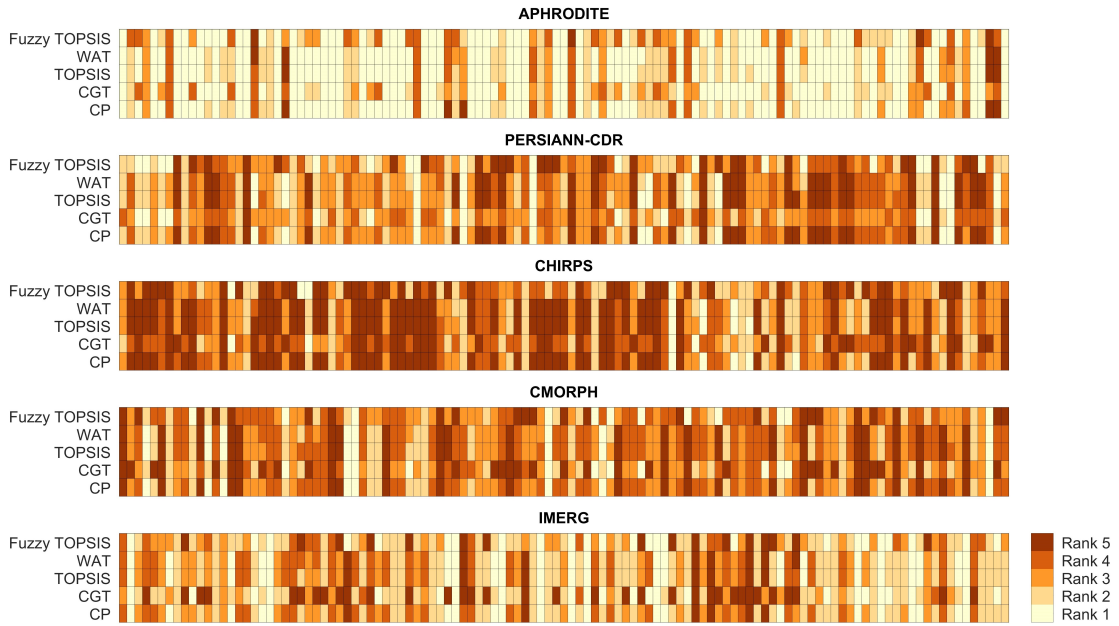 APHRODITE
Fuzzy TOPSIS
WAT
TOPSIS
CGT
CP
PERSIANN-CDR
Fuzzy TOPSIS
WAT
TOPSIS
CGT
CP
CHIRPS
Fuzzy TOPSIS
WAT
TOPSIS
CGT
CP
CMORPH
Fuzzy TOPSIS
WAT
TOPSIS
CGT
CP
IMERG
Fuzzy TOPSIS
WAT
TOPSIS
CGT
CP
Rank 5
Rank 4
Rank 3
Rank 2
Rank 1